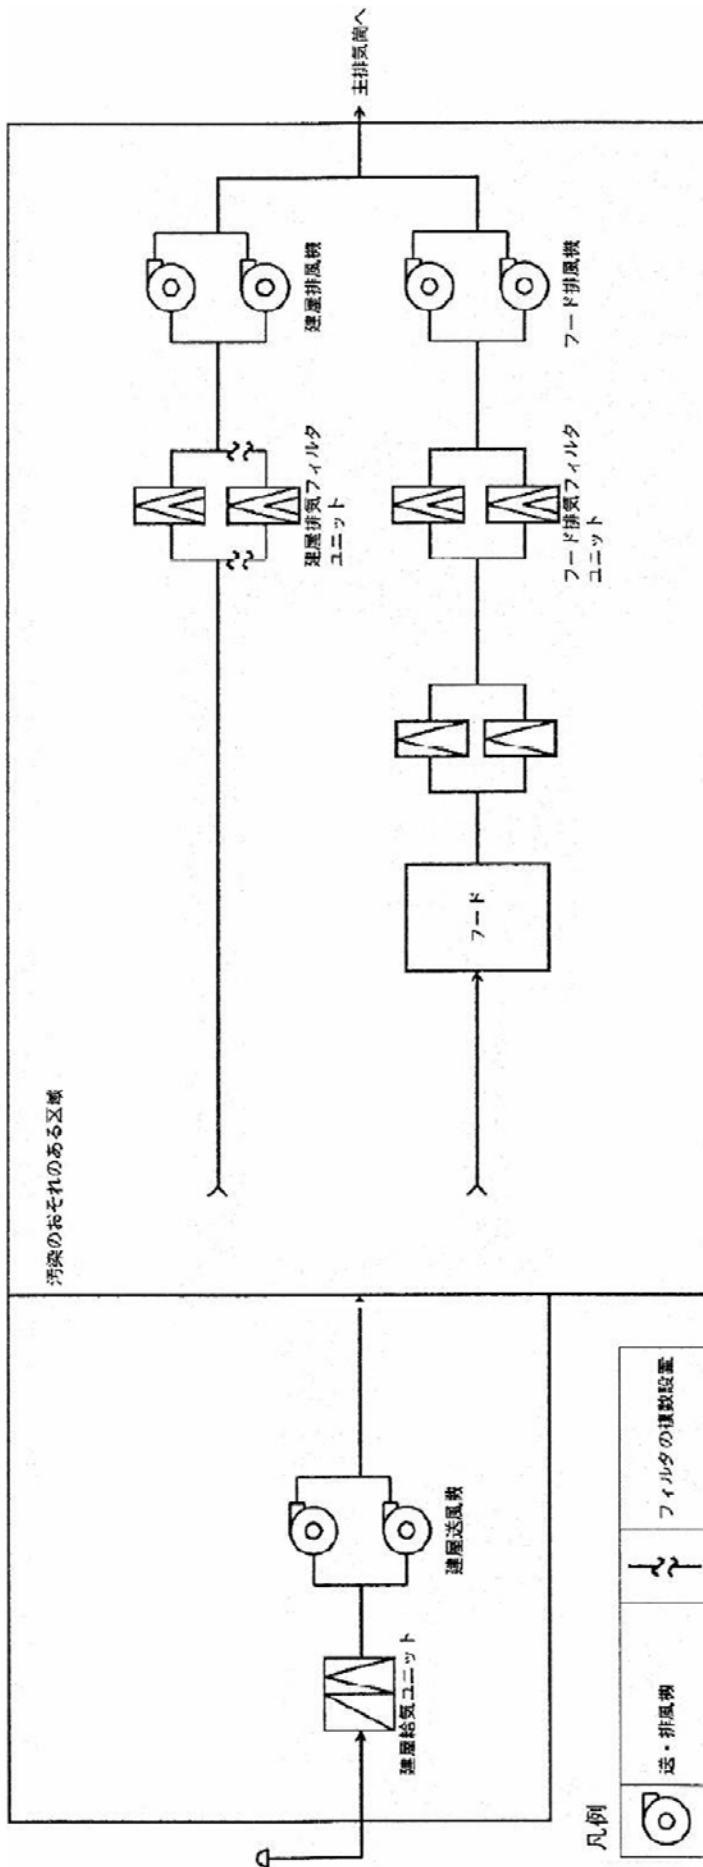 主排気筒へ
建屋排風機
フード排風機
建屋排気フィルタ
ユニット
フード排気フィルタ
ユニット
フード
汚染のおそれのある区域
建屋送風機
建屋給気ユニット
凡例
送・排風機
フィルタの複数設置